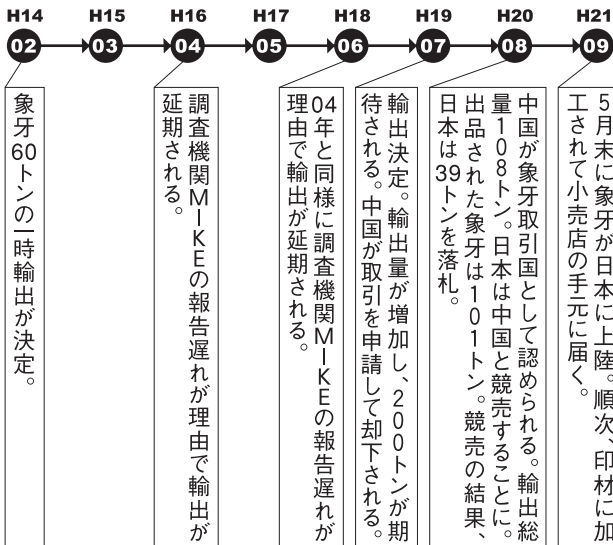 H14
H15
H16
H17
H18
H19
H20
H21
02
03
04
05
06
07
08
09
象牙60トンの一時輸出が決定。
調査機関MIKEの報告遅れが理由で輸出が
延期される。
04年と同様に調査機関MIKEの報告遅れが
理由で輸出が延期される。
輸出決定。輸出量が増加し、200トンが期
待される。中国が取引を申請して却下される。
中国が象牙取引国として認められる。輸出総
量108トン。日本は中国と競売することに。
出品された象牙は101トン。競売の結果、
日本は39トンを落札。
5月末に象牙が日本に上陸。順次、印材に加
工されて小売店の手元に届く。